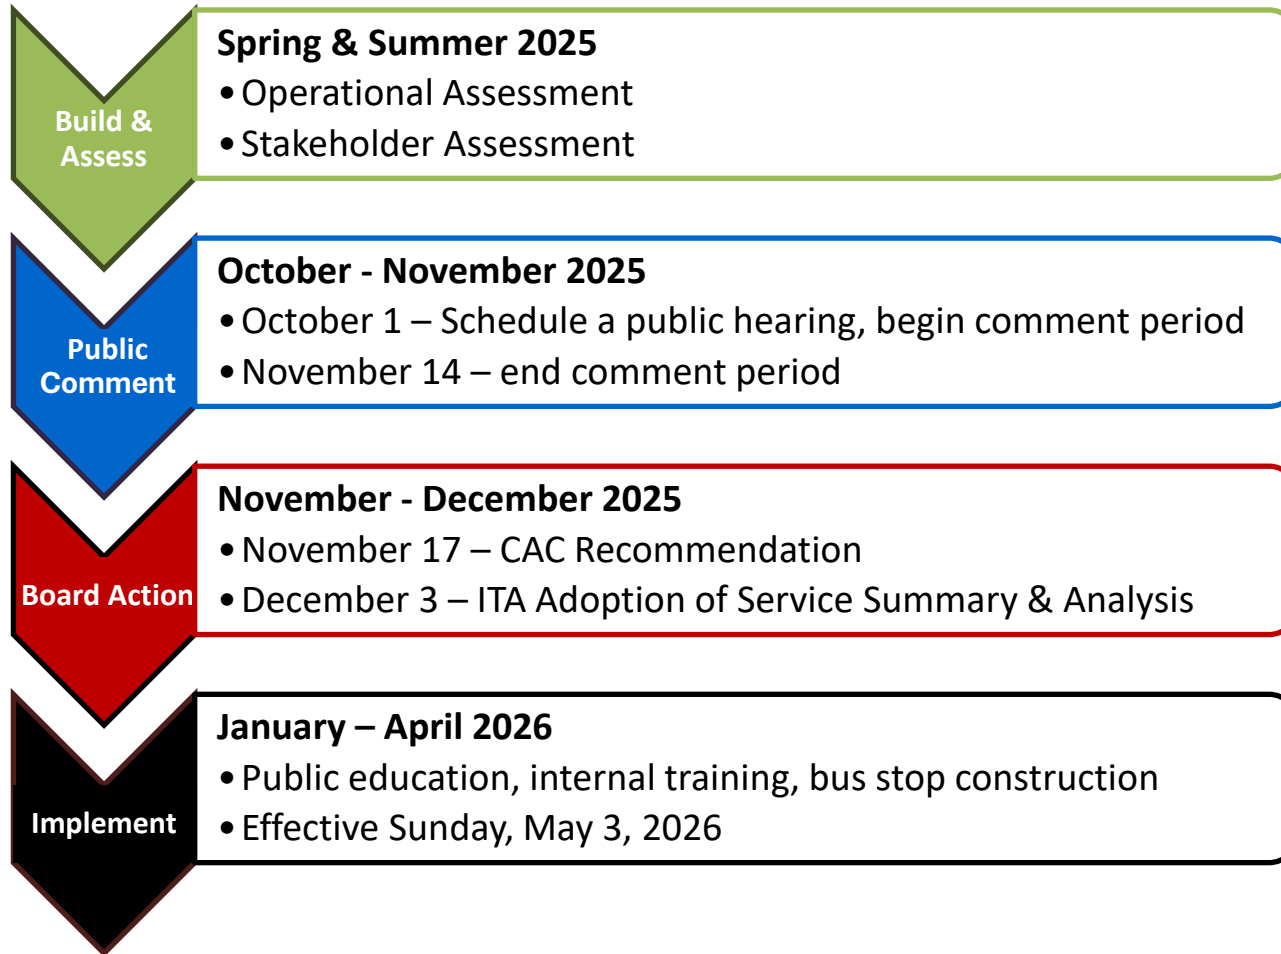 Build &
Assess
Spring & Summer 2025
• Operational Assessment
• Stakeholder Assessment
Public
Comment
October - November 2025
• October 1 – Schedule a public hearing, begin comment period
• November 14 – end comment period
Board Action
November - December 2025
• November 17 – CAC Recommendation
• December 3 – ITA Adoption of Service Summary & Analysis
Implement
January – April 2026
• Public education, internal training, bus stop construction
• Effective Sunday, May 3, 2026